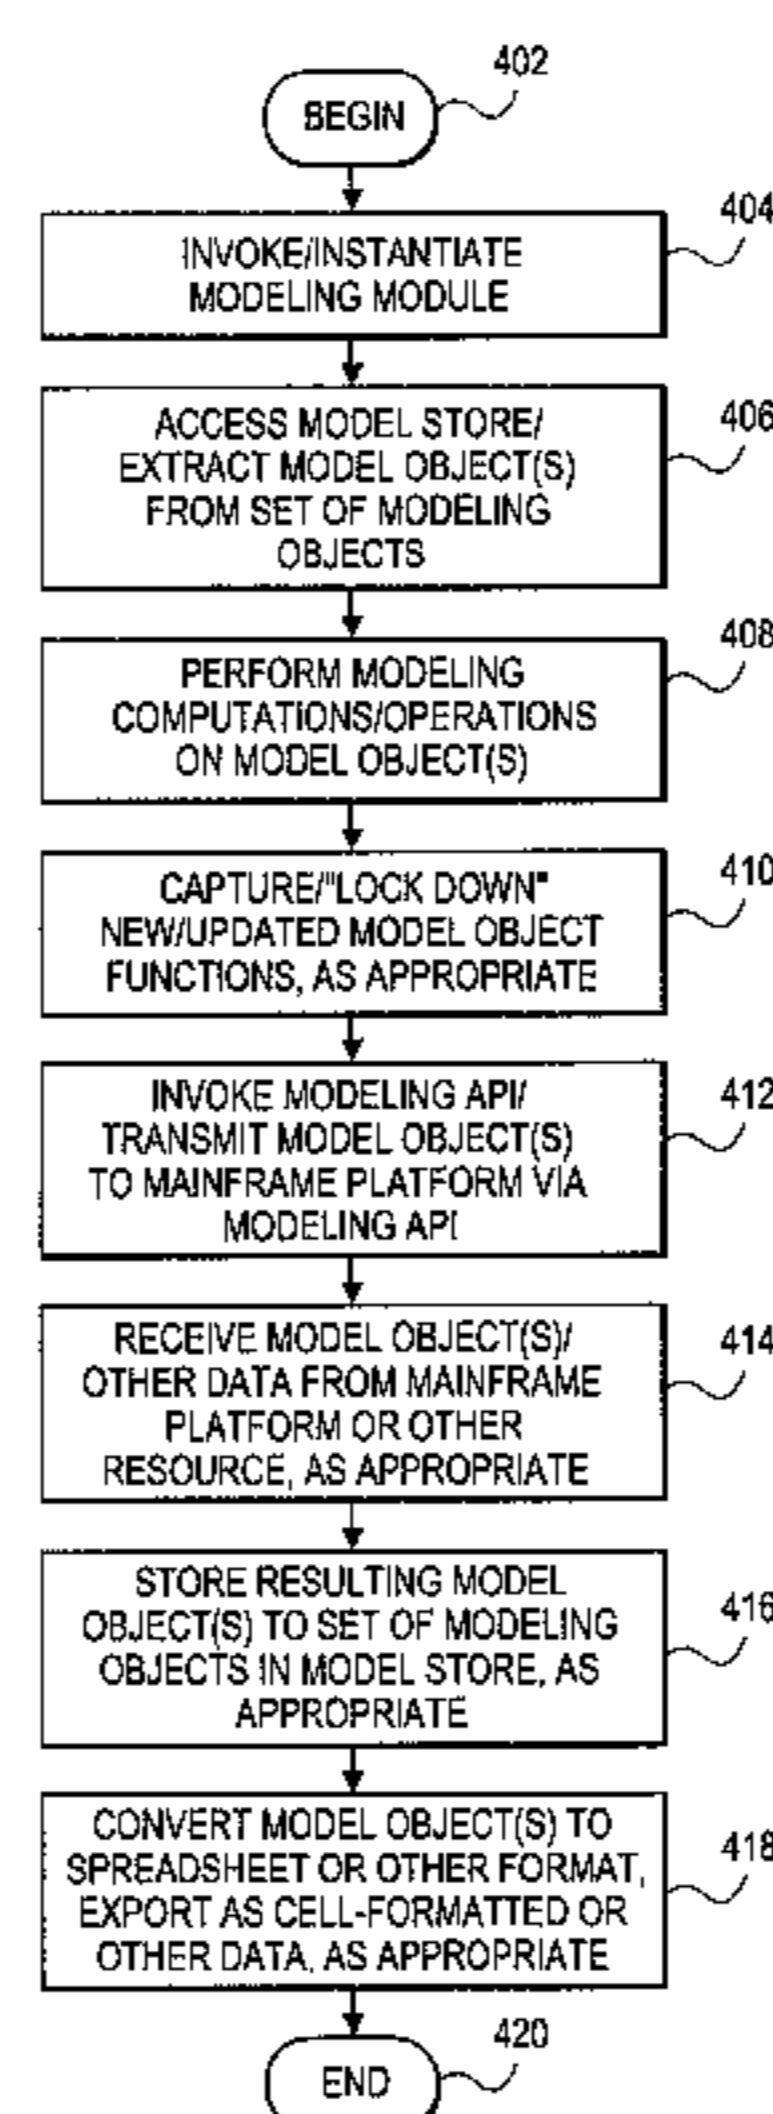 402
BEGIN
404
INVOKE/INSTANTIATE
MODELING MODULE
406
ACCESS MODEL STORE/
EXTRACT MODEL OBJECT(S)
FROM SET OF MODELING
OBJECTS
408
PERFORM MODELING
COMPUTATIONS/OPERATIONS
ON MODEL OBJECT(S)
410
CAPTURE/"LOCK DOWN"
NEW/UPDATED MODEL OBJECT
FUNCTIONS, AS APPROPRIATE
412
INVOKE MODELING API/
TRANSMIT MODEL OBJECT(S)
TO MAINFRAME PLATFORM VIA
MODELING API
414
RECEIVE MODEL OBJECT(S)/
OTHER DATA FROM MAINFRAME
PLATFORM OR OTHER
RESOURCE, AS APPROPRIATE
416
STORE RESULTING MODEL
OBJECT(S) TO SET OF MODELING
OBJECTS IN MODEL STORE, AS
APPROPRIATE
418
CONVERT MODEL OBJECT(S) TO
SPREADSHEET OR OTHER FORMAT,
EXPORT AS CELL-FORMATTED OR
OTHER DATA, AS APPROPRIATE
420
END